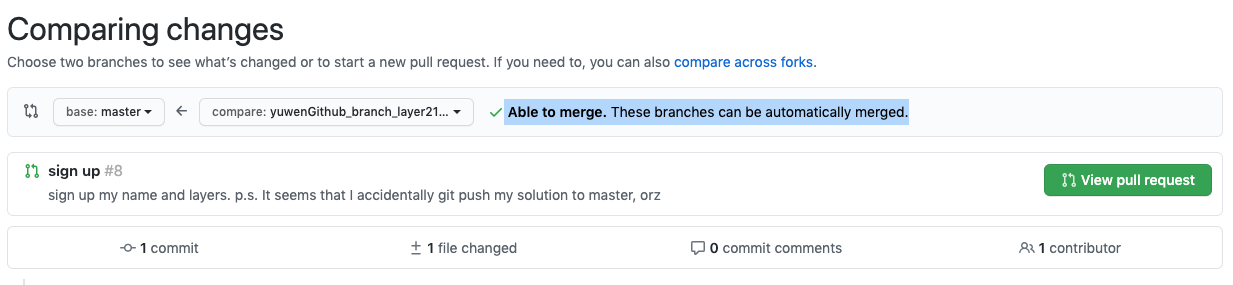 Comparing changes
Choose two branches to see what's changed or to start a new pull request. If you need to, you can also compare across forks.
base: master compare: yuwenGithub_branch_layer21... Able to merge. These branches can be automatically merged.
sign up #8
View pull request
sign up my name and layers. p.s. It seems that I accidentally git push my solution to master, orz
1 commit 1 file changed 0 commit comments 1 contributor